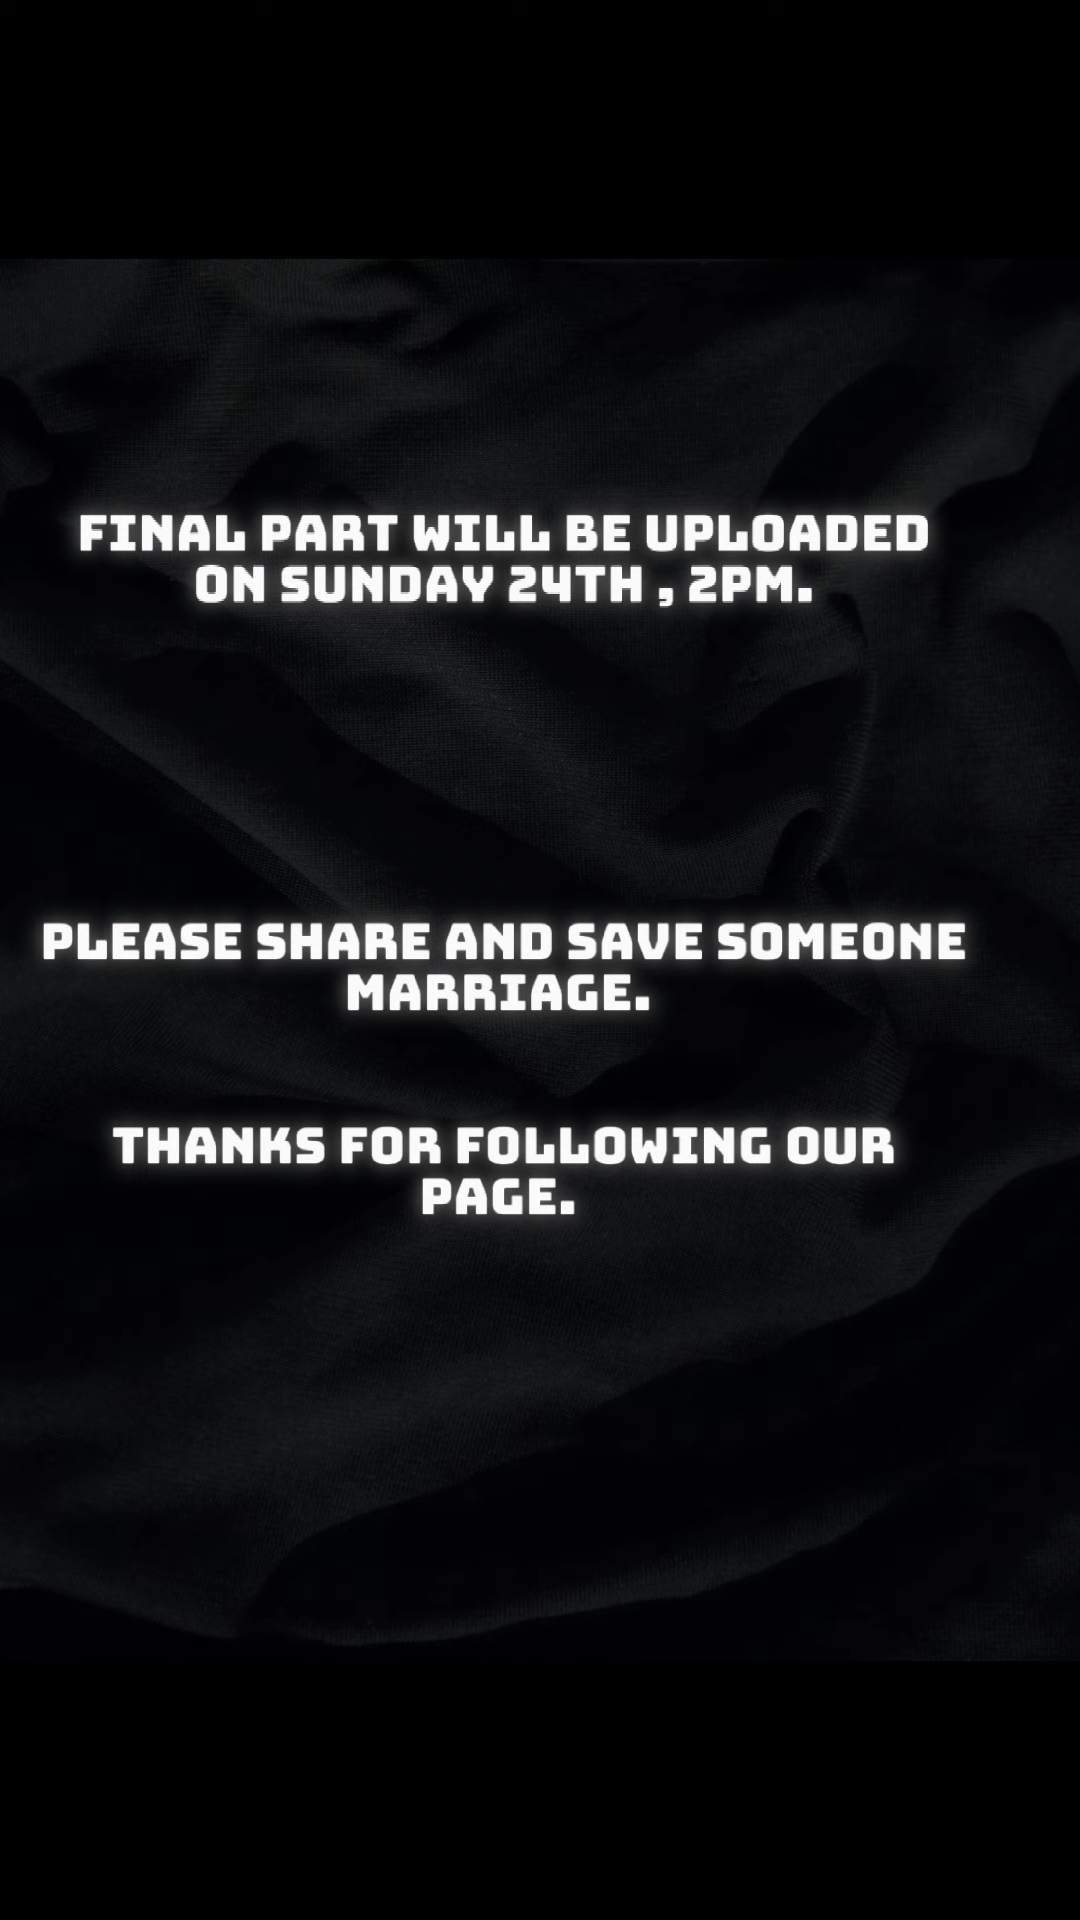 FINAL PART WILL BE UPLOADED
ON SUNDAY 24TH , 2PM.
PLEASE SHARE AND SAVE SOMEONE
MARRIAGE.
THANKS FOR FOLLOWING OUR
PAGE.